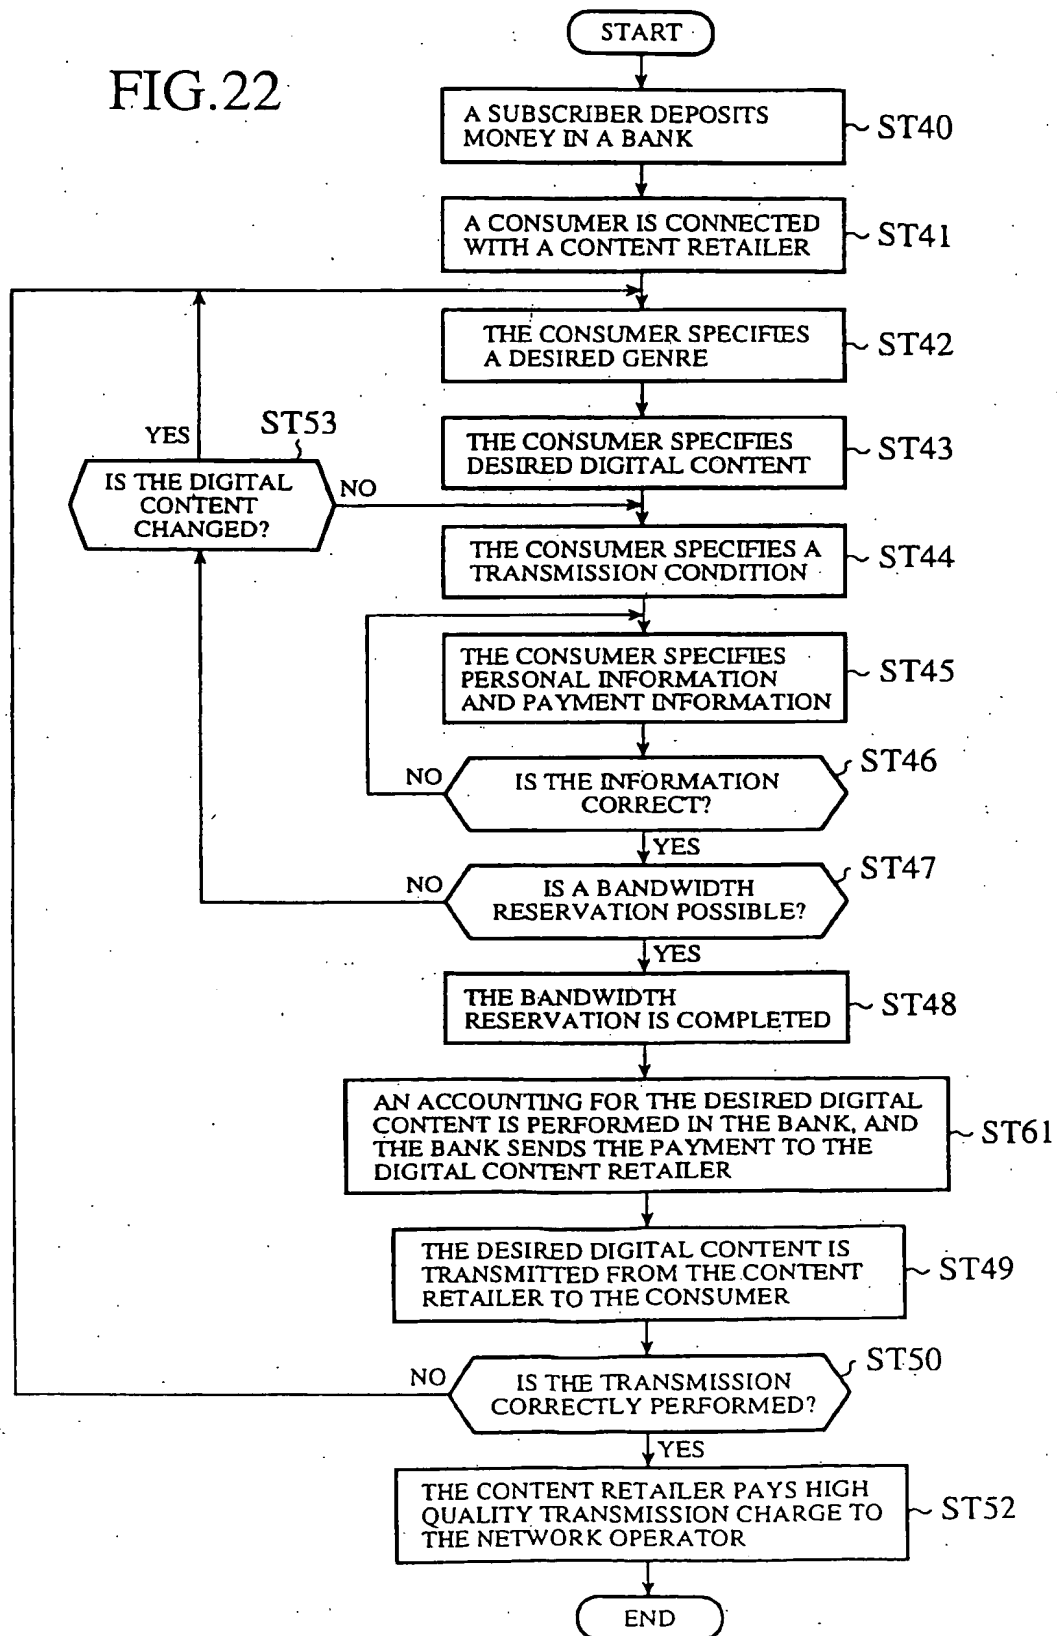 START
FIG.22
A SUBSCRIBER DEPOSITS
MONEY IN A BANK
ST40
A CONSUMER IS CONNECTED
WITH A CONTENT RETAILER
ST41
THE CONSUMER SPECIFIES
A DESIRED GENRE
ST42
THE CONSUMER SPECIFIES
DESIRED DIGITAL CONTENT
ST43
YES
ST53
IS THE DIGITAL
CONTENT
CHANGED?
NO
THE CONSUMER SPECIFIES A
TRANSMISSION CONDITION
ST44
THE CONSUMER SPECIFIES
PERSONAL INFORMATION
AND PAYMENT INFORMATION
ST45
NO
IS THE INFORMATION
CORRECT?
ST46
YES
NO
IS A BANDWIDTH
RESERVATION POSSIBLE?
ST47
YES
THE BANDWIDTH
RESERVATION IS COMPLETED
ST48
AN ACCOUNTING FOR THE DESIRED DIGITAL
CONTENT IS PERFORMED IN THE BANK, AND
THE BANK SENDS THE PAYMENT TO THE
DIGITAL CONTENT RETAILER
ST61
THE DESIRED DIGITAL CONTENT IS
TRANSMITTED FROM THE CONTENT
RETAILER TO THE CONSUMER
ST49
NO
IS THE TRANSMISSION
CORRECTLY PERFORMED?
ST50
YES
THE CONTENT RETAILER PAYS HIGH
QUALITY TRANSMISSION CHARGE TO
THE NETWORK OPERATOR
ST52
END